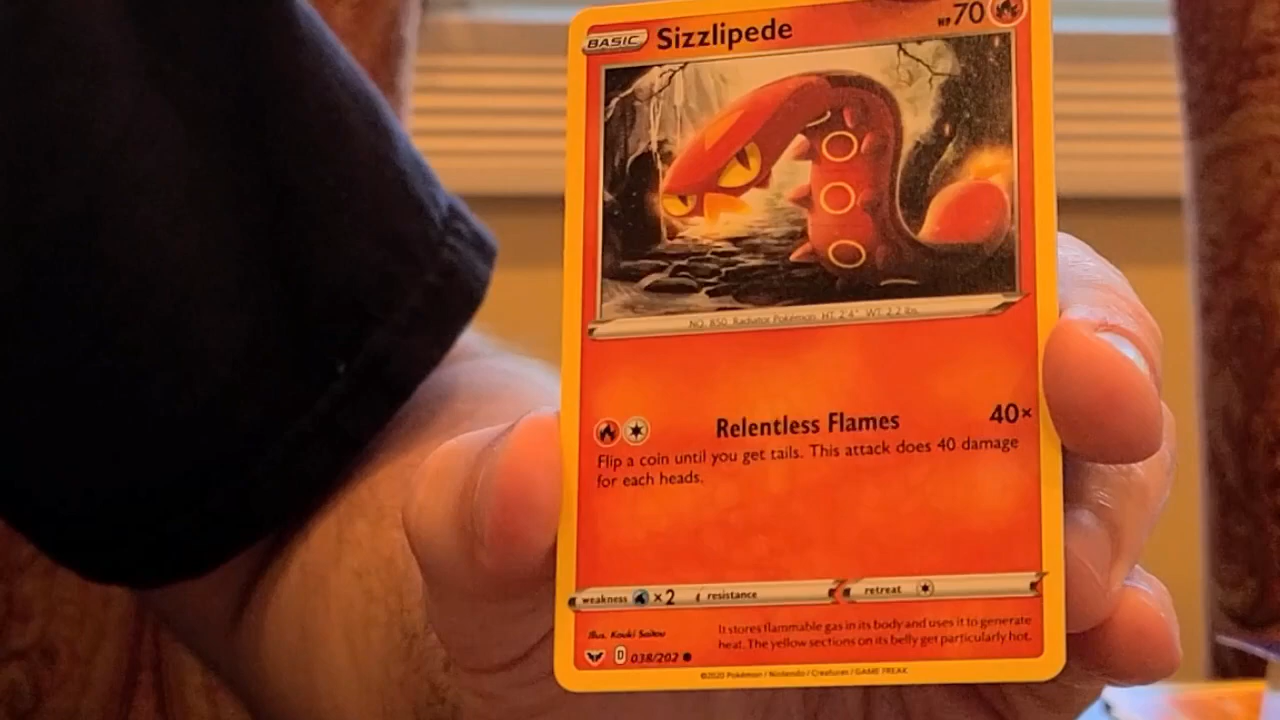 BASIC Sizzlipede HP 70
NO. 850 Radiator Pokémon HT: 2'4" WT: 2.2 lbs.
Relentless Flames 40×
Flip a coin until you get tails. This attack does 40 damage
for each heads.
weakness ×2 resistance retreat
Illus. Kouki Saitou
It stores flammable gas in its body and uses it to generate
heat. The yellow sections on its belly get particularly hot.
D 038/202
©2020 Pokémon / Nintendo / Creatures / GAME FREAK